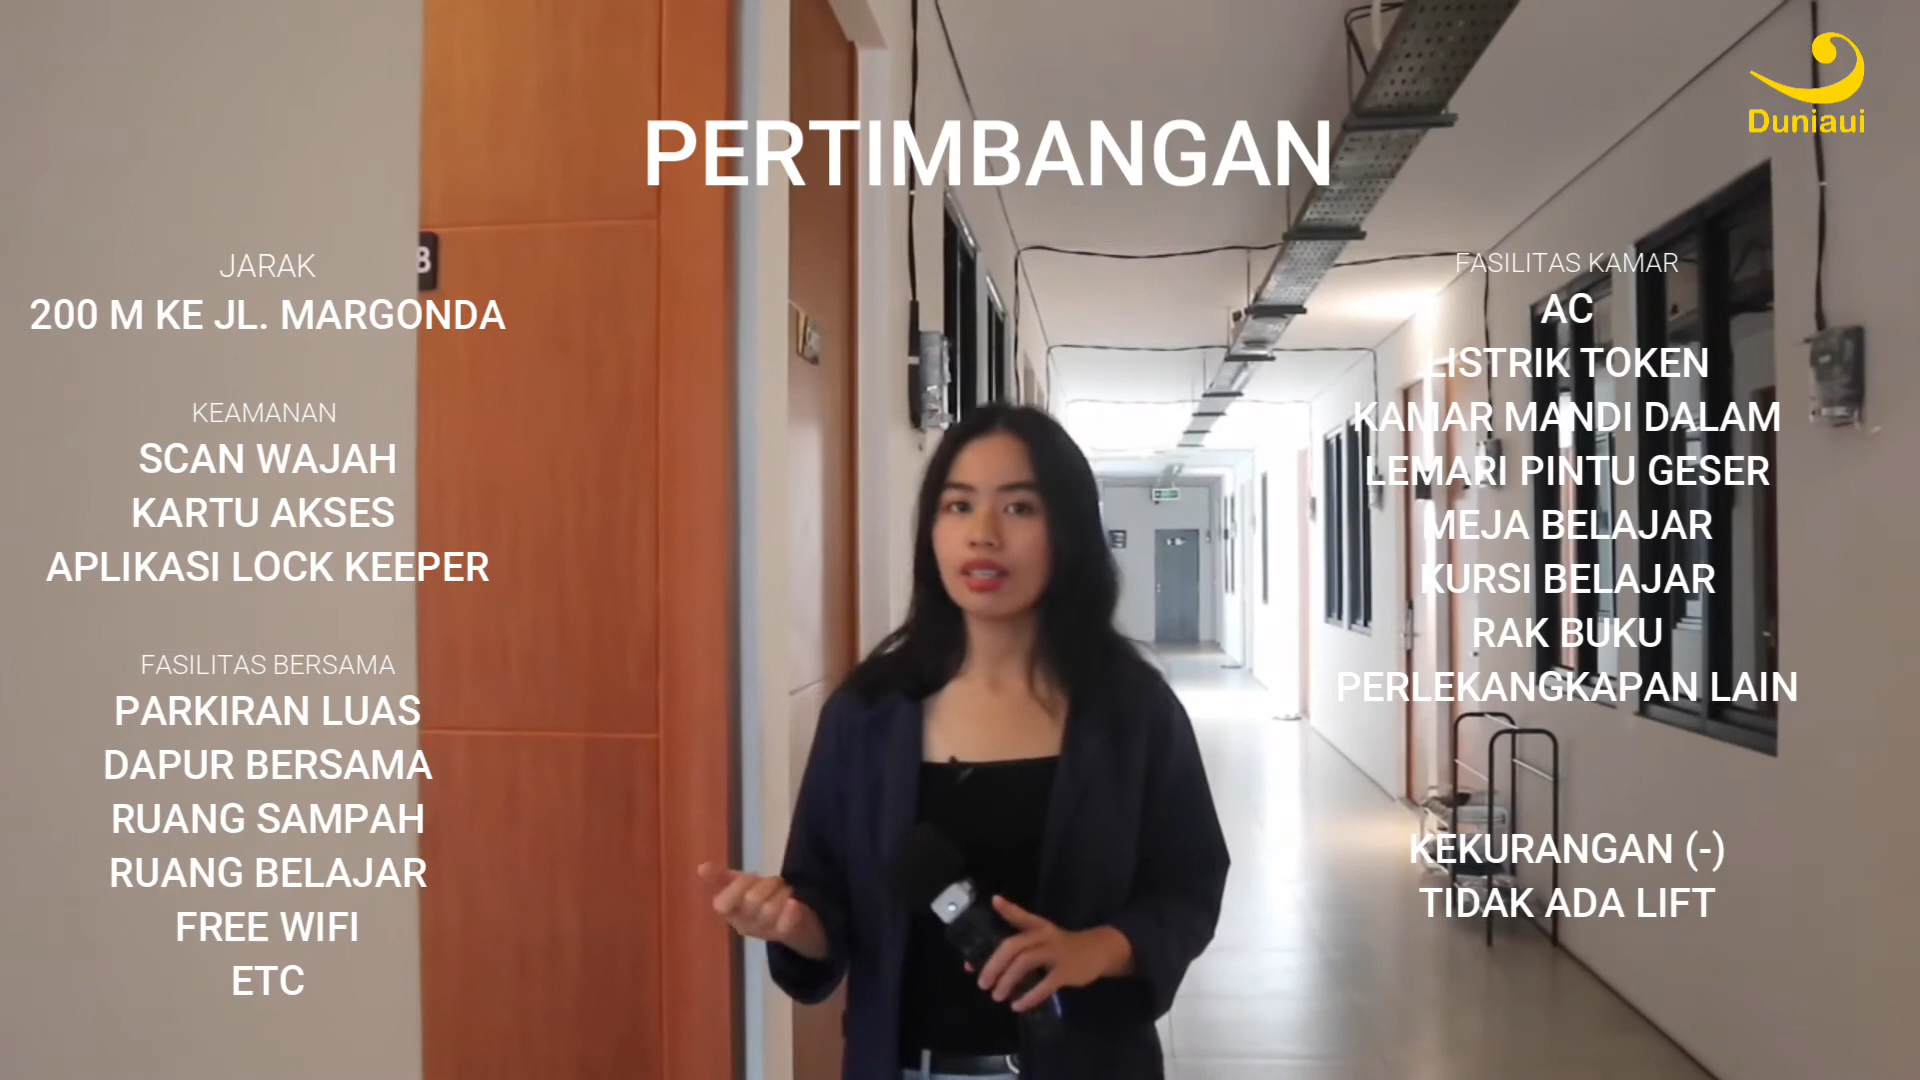 Duniaui
PERTIMBANGAN
JARAK
200 M KE JL. MARGONDA
KEAMANAN
SCAN WAJAH
KARTU AKSES
APLIKASI LOCK KEEPER
FASILITAS BERSAMA
PARKIRAN LUAS
DAPUR BERSAMA
RUANG SAMPAH
RUANG BELAJAR
FREE WIFI
ETC
8
FASILITAS KAMAR
AC
LISTRIK TOKEN
KAMAR MANDI DALAM
LEMARI PINTU GESER
MEJA BELAJAR
KURSI BELAJAR
RAK BUKU
PERLEKANGKAPAN LAIN
KEKURANGAN (-)
TIDAK ADA LIFT